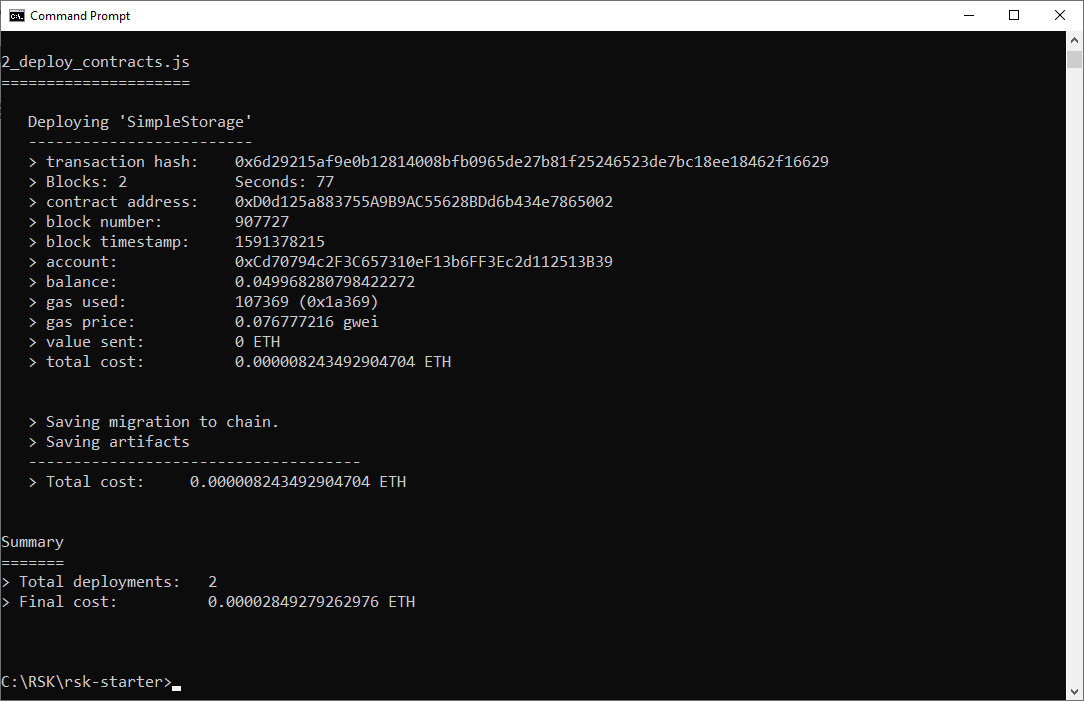 Command Prompt
2_deploy_contracts.js
=====================
Deploying 'SimpleStorage'
-------------------------
> transaction hash:    0x6d29215af9e0b12814008bfb0965de27b81f25246523de7bc18ee18462f16629
> Blocks: 2            Seconds: 77
> contract address:    0xD0d125a883755A9B9AC55628BDd6b434e7865002
> block number:        907727
> block timestamp:     1591378215
> account:             0xCd70794c2F3C657310eF13b6FF3Ec2d112513B39
> balance:             0.049968280798422272
> gas used:            107369 (0x1a369)
> gas price:           0.076777216 gwei
> value sent:          0 ETH
> total cost:          0.000008243492904704 ETH
> Saving migration to chain.
> Saving artifacts
-------------------------------------
> Total cost:     0.000008243492904704 ETH
Summary
=======
> Total deployments:   2
> Final cost:          0.00002849279262976 ETH
C:\RSK\rsk-starter>